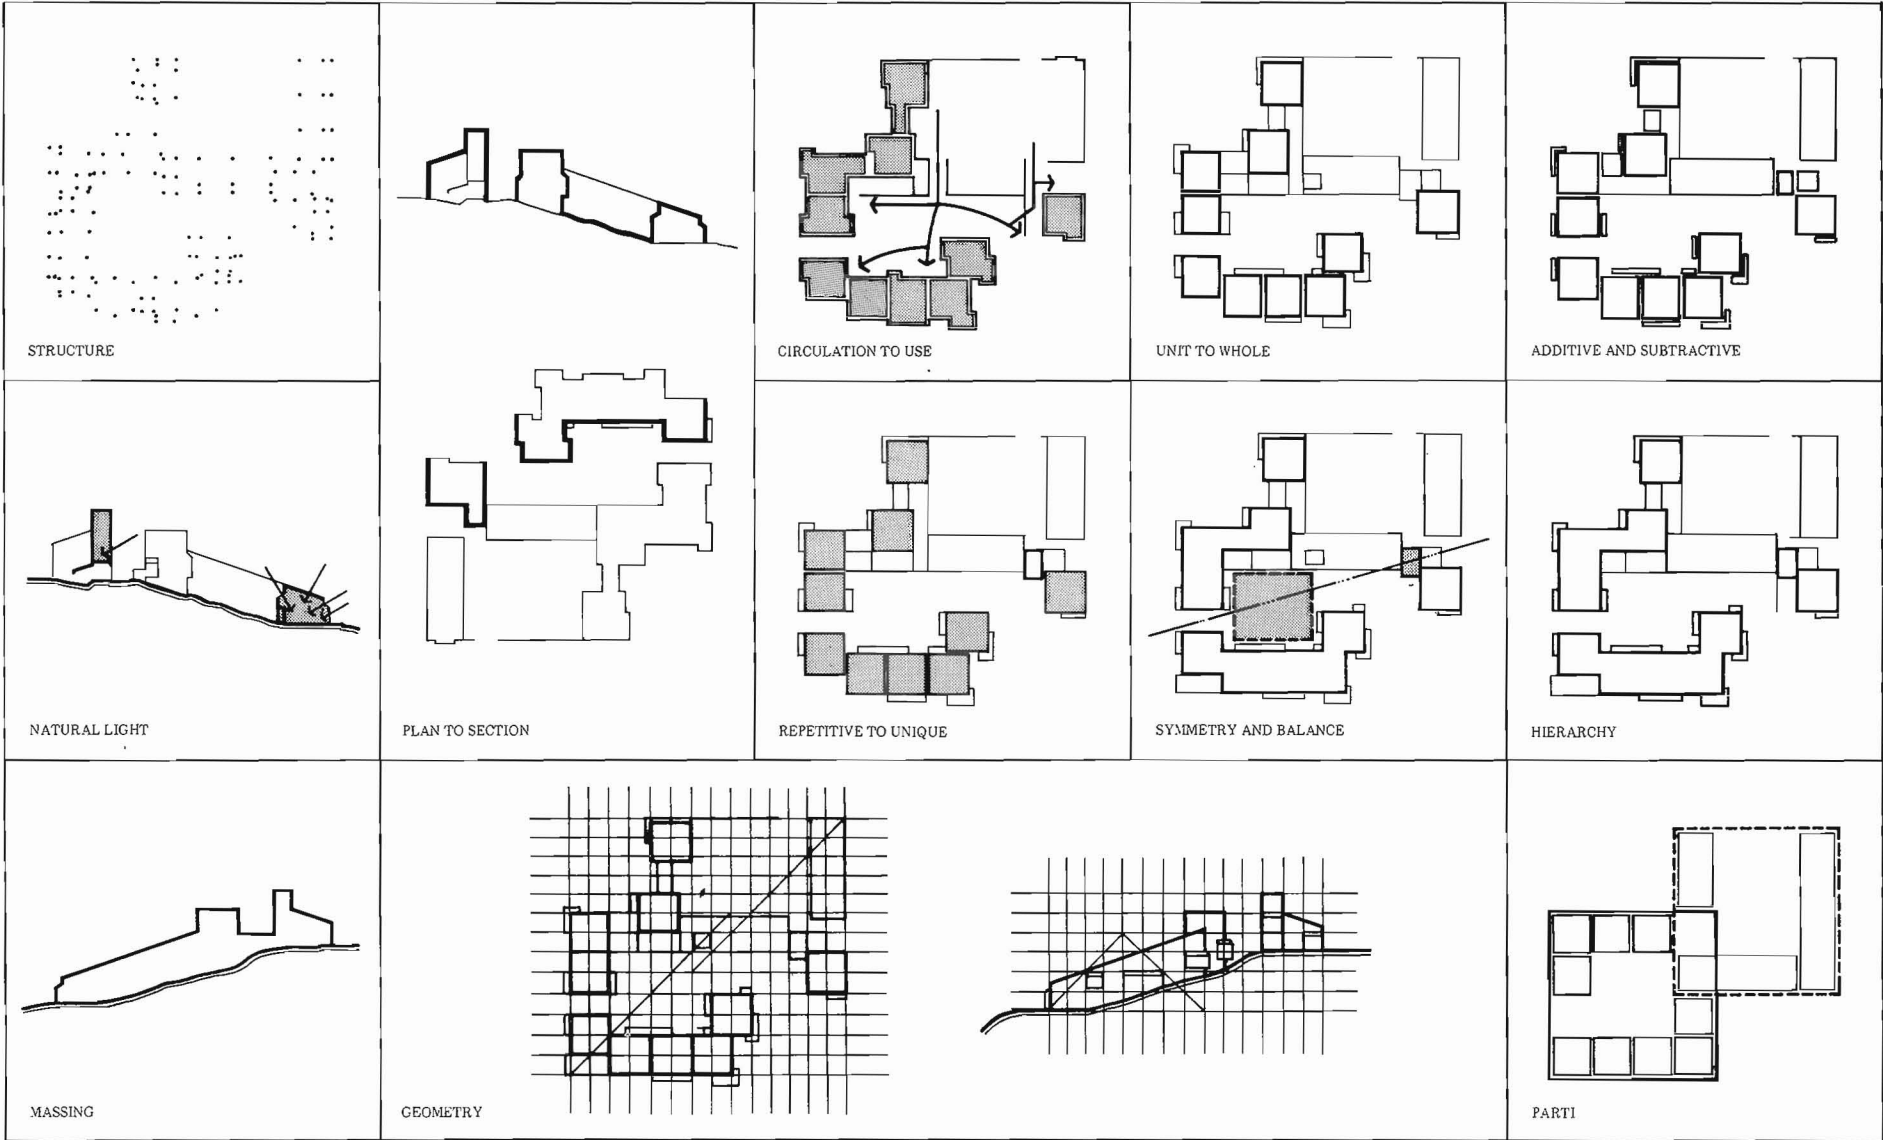 STRUCTURE
CIRCULATION TO USE
UNIT TO WHOLE
ADDITIVE AND SUBTRACTIVE
NATURAL LIGHT
PLAN TO SECTION
REPETITIVE TO UNIQUE
SYMMETRY AND BALANCE
HIERARCHY
MASSING
GEOMETRY
PARTI